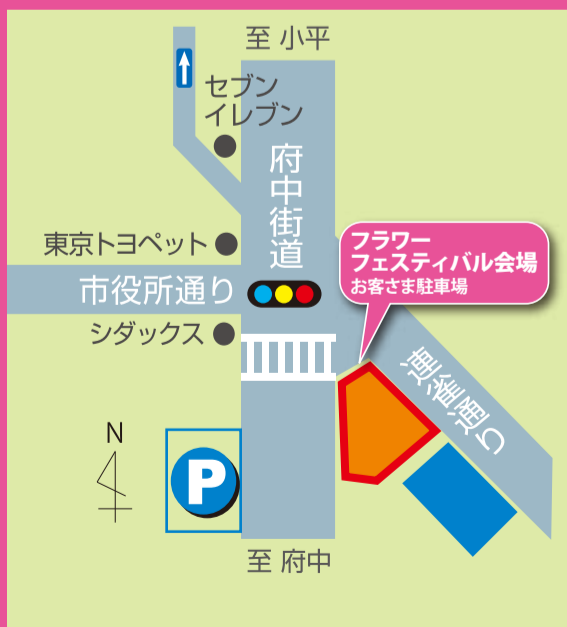 至 小平
セブン
イレブン
府中街道
東京トヨペット
フラワー
フェスティバル会場
お客さま駐車場
市役所通り
シダックス
連雀通り
N
P
至 府中